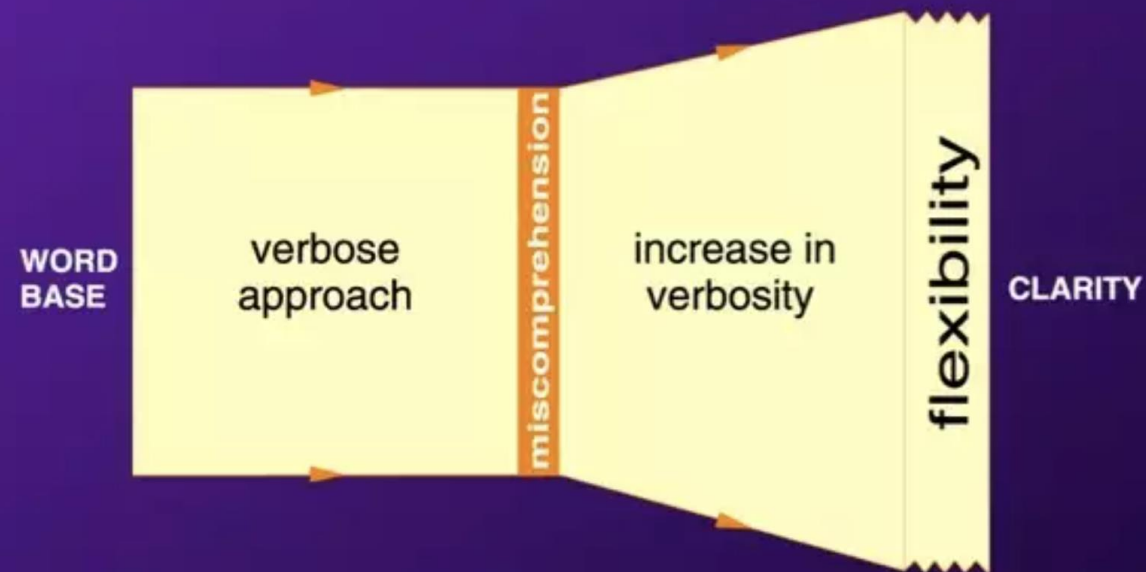 WORD
BASE
verbose
approach
miscomprehension
increase in
verbosity
flexibility
CLARITY